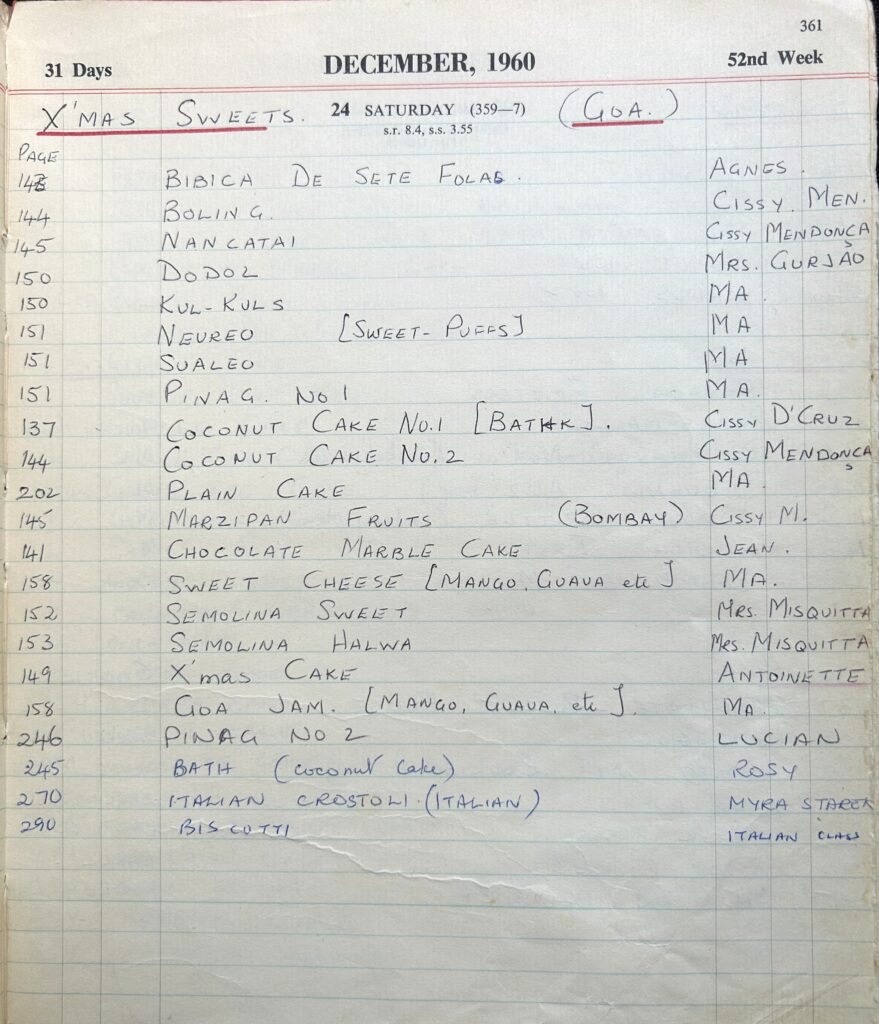 361
31 Days DECEMBER, 1960 52nd Week
X'MAS SWEETS. 24 SATURDAY (359—7) (GOA.)
s.r. 8.4, s.s. 3.55
PAGE
143 BIBICA DE SETE FOLAS. AGNES.
144 BOLING. CISSY. MEN.
145 NANCATAI CISSY MENDONÇA
150 DODOL MRS. GURJÃO
150 KUL-KULS MA.
151 NEUREO [SWEET-PUFFS] MA
151 SUALEO MA
151 PINAG. NO 1 MA.
137 COCONUT CAKE NO.1 [BATHK]. CISSY D'CRUZ
144 COCONUT CAKE NO.2 CISSY MENDONÇA
202 PLAIN CAKE MA.
145 MARZIPAN FRUITS (BOMBAY) CISSY M.
141 CHOCOLATE MARBLE CAKE JEAN.
158 SWEET CHEESE [MANGO, GUAVA etc] MA.
152 SEMOLINA SWEET MRS. MISQUITTA
153 SEMOLINA HALWA MRS. MISQUITTA
149 X'mas CAKE ANTOINETTE
158 GOA JAM. [MANGO, GUAVA, etc]. MA.
246 PINAG NO 2 LUCIAN
245 BATH (coconut cake) ROSY
270 ITALIAN CROSTOLI. (ITALIAN) MYRA STAREK
290 BISCOTTI ITALIAN CLASS